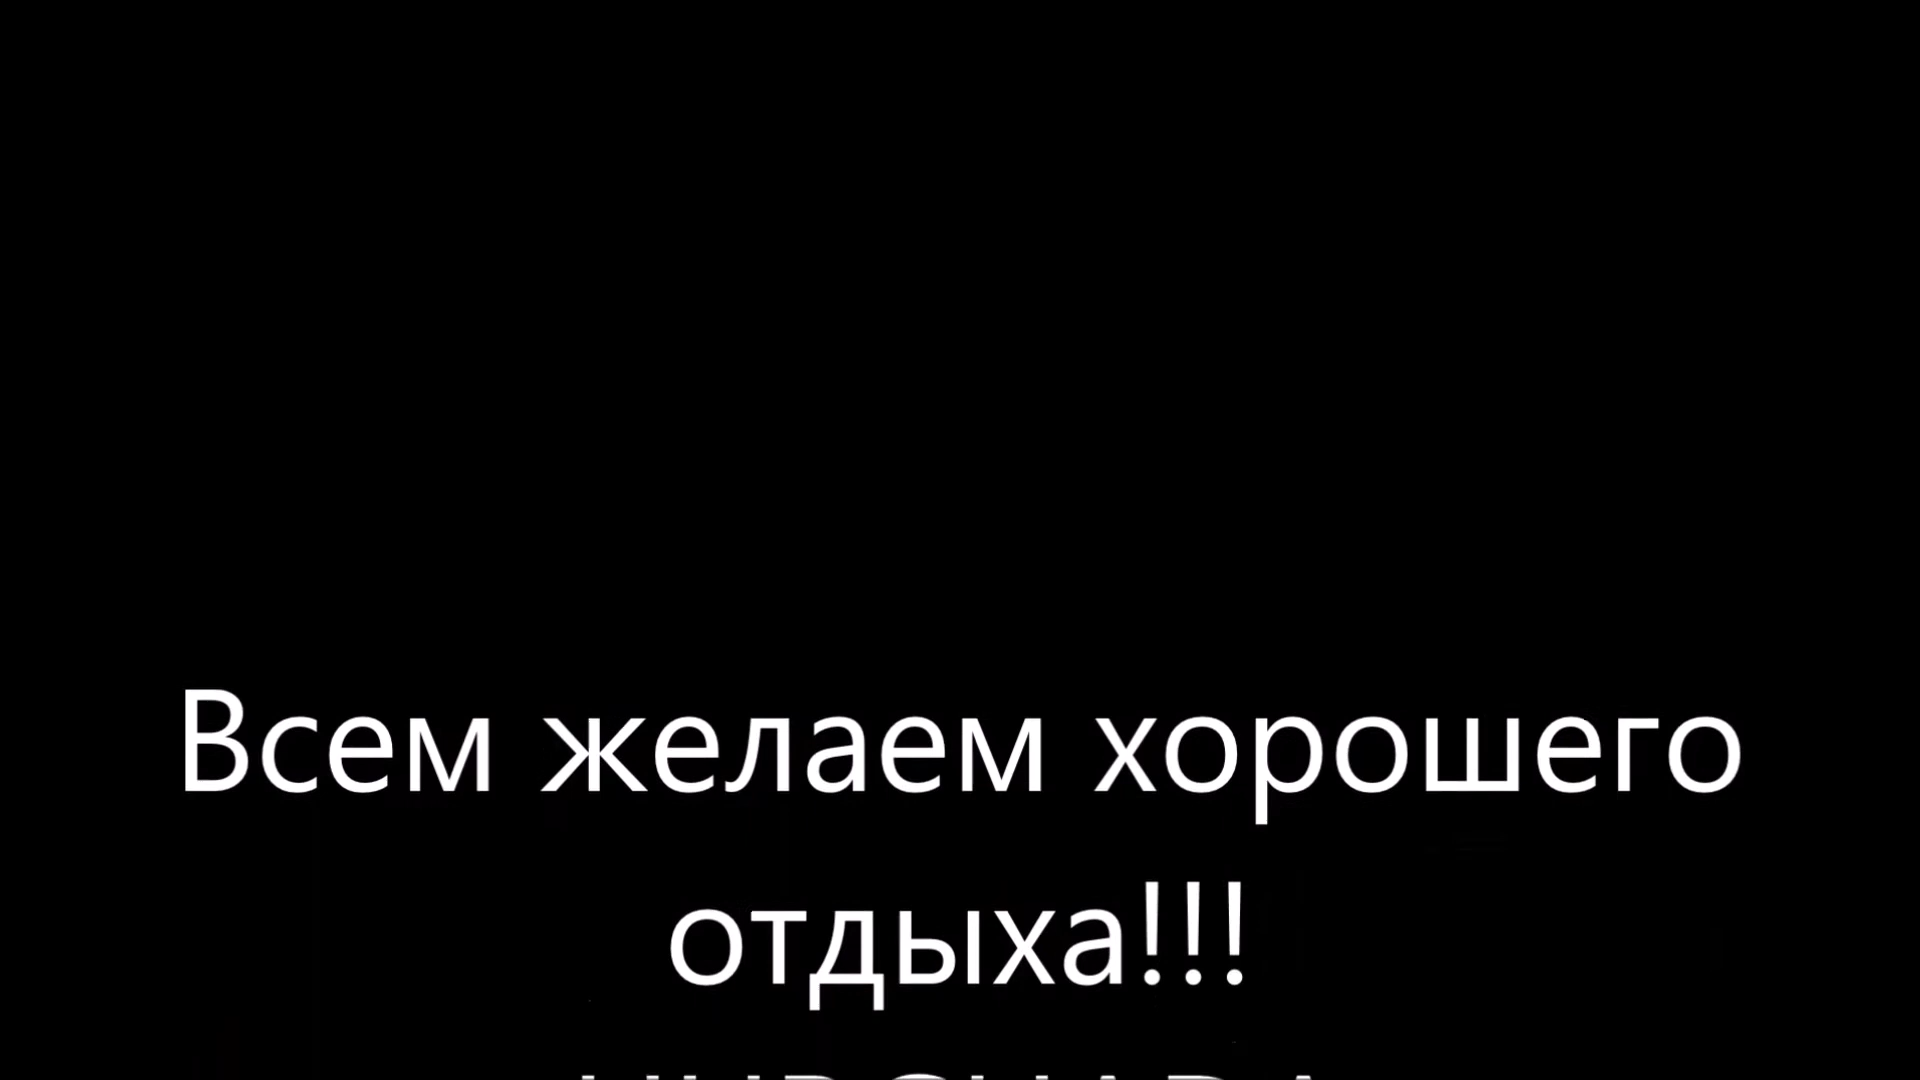 Всем желаем хорошего
отдыха!!!